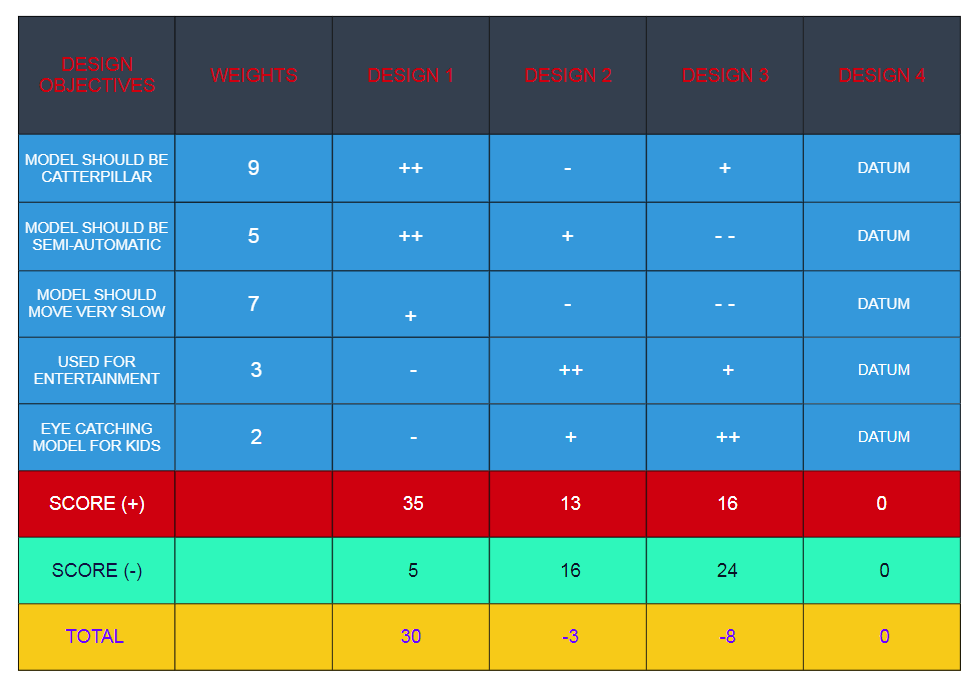 DESIGN
OBJECTIVES
WEIGHTS
DESIGN 1
DESIGN 2
DESIGN 3
DESIGN 4
MODEL SHOULD BE
CATTERPILLAR
9
++
-
+
DATUM
MODEL SHOULD BE
SEMI-AUTOMATIC
5
++
+
- -
DATUM
MODEL SHOULD
MOVE VERY SLOW
7
+
-
- -
DATUM
USED FOR
ENTERTAINMENT
3
-
++
+
DATUM
EYE CATCHING
MODEL FOR KIDS
2
-
+
++
DATUM
SCORE (+)
35
13
16
0
SCORE (-)
5
16
24
0
TOTAL
30
-3
-8
0